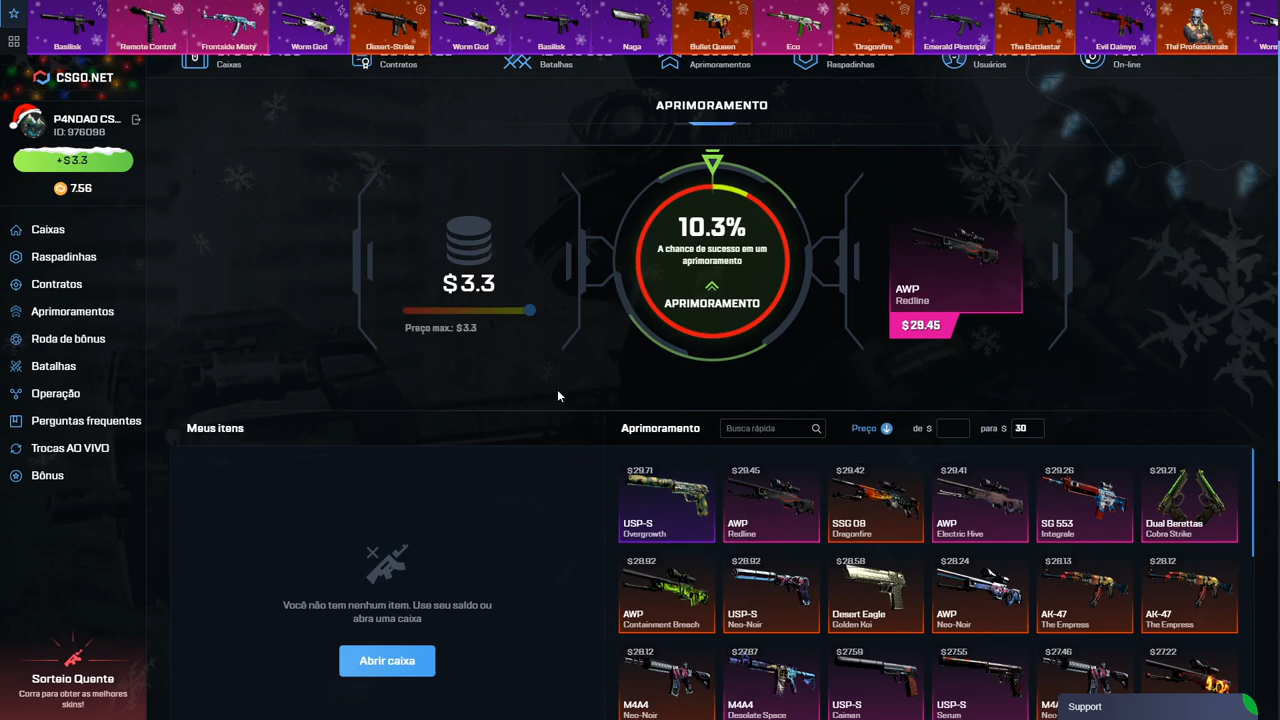 Basilisk
Remote Control
Frontside Misty
Worm God
Desert-Strike
Worm God
Basilisk
Naga
Bullet Queen
Eco
Dragonfire
Emerald Pinstripe
The Battlestar
Evil Daimyo
The Professionals
Caixas
Contratos
Batalhas
Aprimoramentos
Raspadinhas
Usuários
On-line
CSGO.NET
P4NDAO CS...
ID: 976098
+$3.3
7.56
Caixas
Raspadinhas
Contratos
Aprimoramentos
Roda de bônus
Batalhas
Operação
Perguntas frequentes
Trocas AO VIVO
Bônus
Sorteio Quente
Corra para obter as melhores
skins!
APRIMORAMENTO
$3.3
Preço max.: $3.3
10.3%
A chance de sucesso em um
aprimoramento
APRIMORAMENTO
AWP
Redline
$29.45
Meus itens
Você não tem nenhum item. Use seu saldo ou
abra uma caixa
Abrir caixa
Aprimoramento
Busca rápida
Preço
de $
para $ 30
$29.71
USP-S
Overgrowth
$29.45
AWP
Redline
$29.42
SSG 08
Dragonfire
$29.41
AWP
Electric Hive
$29.26
SG 553
Integrale
$29.21
Dual Berettas
Cobra Strike
$28.92
AWP
Containment Breach
$28.92
USP-S
Neo-Noir
$28.58
Desert Eagle
Golden Koi
$28.24
AWP
Neo-Noir
$28.13
AK-47
The Empress
$28.12
AK-47
The Empress
$28.12
M4A4
Neo-Noir
$27.87
M4A4
Desolate Space
$27.59
USP-S
Caiman
$27.55
USP-S
Serum
$27.46
$27.22
Support